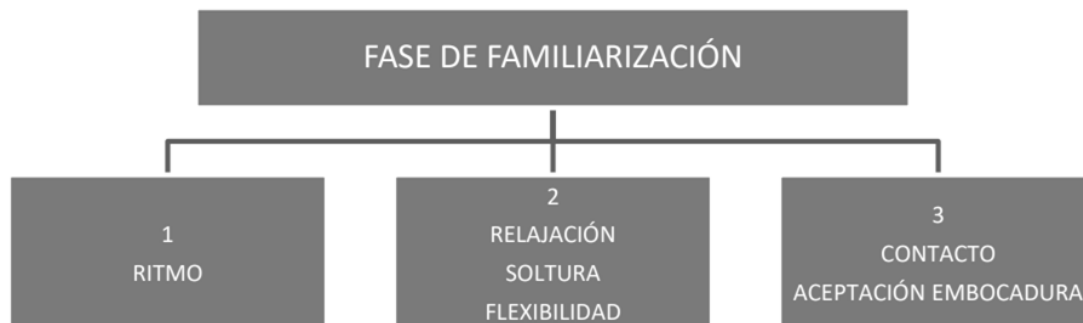 FASE DE FAMILIARIZACIÓN
1
RITMO
2
RELAJACIÓN
SOLTURA
FLEXIBILIDAD
3
CONTACTO
ACEPTACIÓN EMBOCADURA